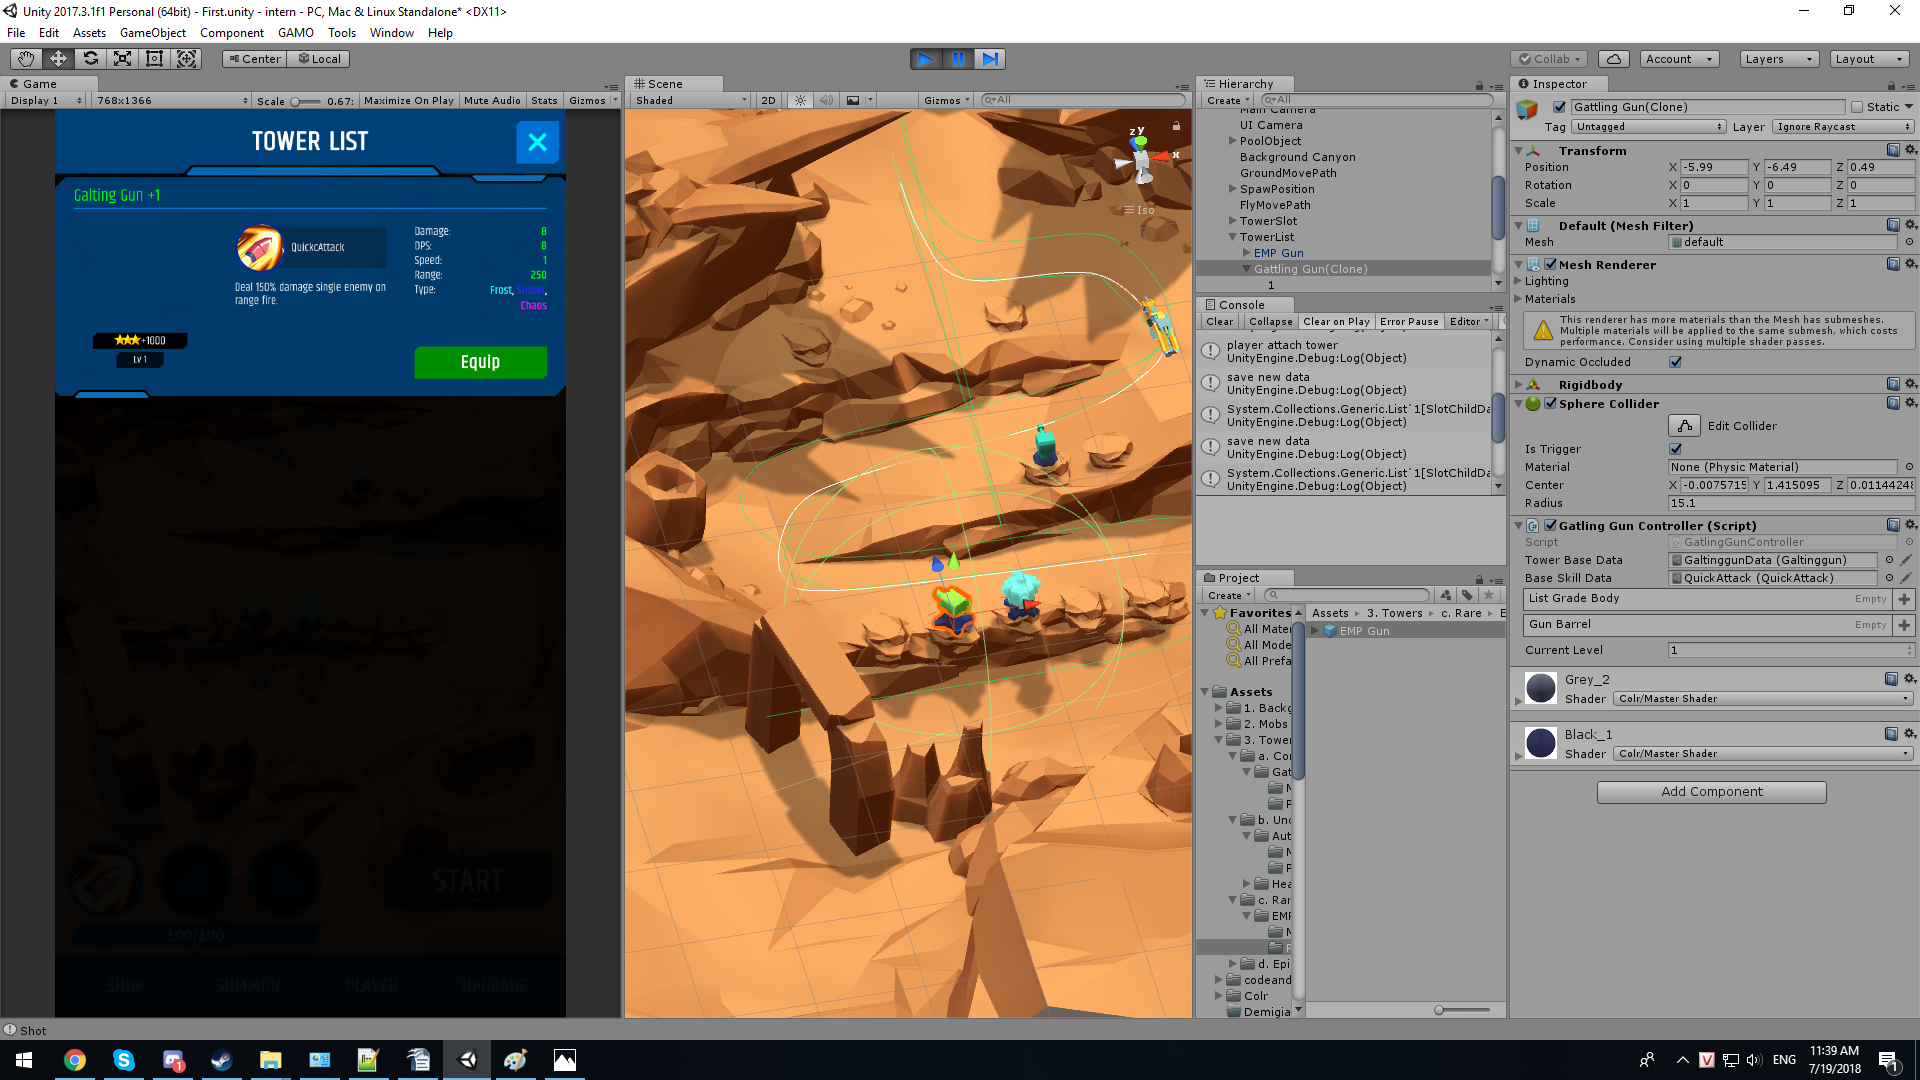 Unity 2017.3.1f1 Personal (64bit) - First.unity - intern - PC, Mac & Linux Standalone* <DX11>
File Edit Assets GameObject Component GAMO Tools Window Help
Center Local
Collab Account Layers Layout
Game
Display 1 768x1366 Scale 0.67: Maximize On Play Mute Audio Stats Gizmos
TOWER LIST
Galting Gun +1
QuickcAttack
Deal 150% damage single enemy on
range fire.
Damage: 8
DPS: 8
Speed: 1
Range: 250
Type: Frost, Sniper,
Chaos
+1000
Lv 1
Equip
START
100/100
SHOP SUMMON PLAYER UPGRADE
Scene
Shaded 2D Gizmos All
z y x
Iso
Hierarchy
Create All
Main Camera
UI Camera
PoolObject
Background Canyon
GroundMovePath
SpawnPosition
FlyMovePath
TowerSlot
TowerList
EMP Gun
Gattling Gun(Clone)
1
Console
Clear Collapse Clear on Play Error Pause Editor
player attach tower
UnityEngine.Debug:Log(Object)
save new data
UnityEngine.Debug:Log(Object)
System.Collections.Generic.List`1[SlotChildDa
UnityEngine.Debug:Log(Object)
save new data
UnityEngine.Debug:Log(Object)
System.Collections.Generic.List`1[SlotChildDa
UnityEngine.Debug:Log(Object)
Project
Create
Favorites
All Mater
All Mode
All Prefa
Assets
1. Backg
2. Mobs
3. Tower
a. Co
Gat
M
P
b. Un
Aut
M
P
Hea
c. Rar
EMP
M
P
d. Epi
codeand
Colr
Demigia
Assets 3. Towers c. Rare E
EMP Gun
Inspector
Gattling Gun(Clone) Static
Tag Untagged Layer Ignore Raycast
Transform
Position X -5.99 Y -6.49 Z 0.49
Rotation X 0 Y 0 Z 0
Scale X 1 Y 1 Z 1
Default (Mesh Filter)
Mesh default
Mesh Renderer
Lighting
Materials
This renderer has more materials than the Mesh has submeshes.
Multiple materials will be applied to the same submesh, which costs
performance. Consider using multiple shader passes.
Dynamic Occluded
Rigidbody
Sphere Collider
Edit Collider
Is Trigger
Material None (Physic Material)
Center X -0.0075715 Y 1.415095 Z 0.01144248
Radius 15.1
Gatling Gun Controller (Script)
Script GatlingGunController
Tower Base Data GaltinggunData (Galtinggun)
Base Skill Data QuickAttack (QuickAttack)
List Grade Body Empty
Gun Barrel Empty
Current Level 1
Grey_2
Shader Colr/Master Shader
Black_1
Shader Colr/Master Shader
Add Component
Shot
1
ENG
11:39 AM
7/19/2018
1